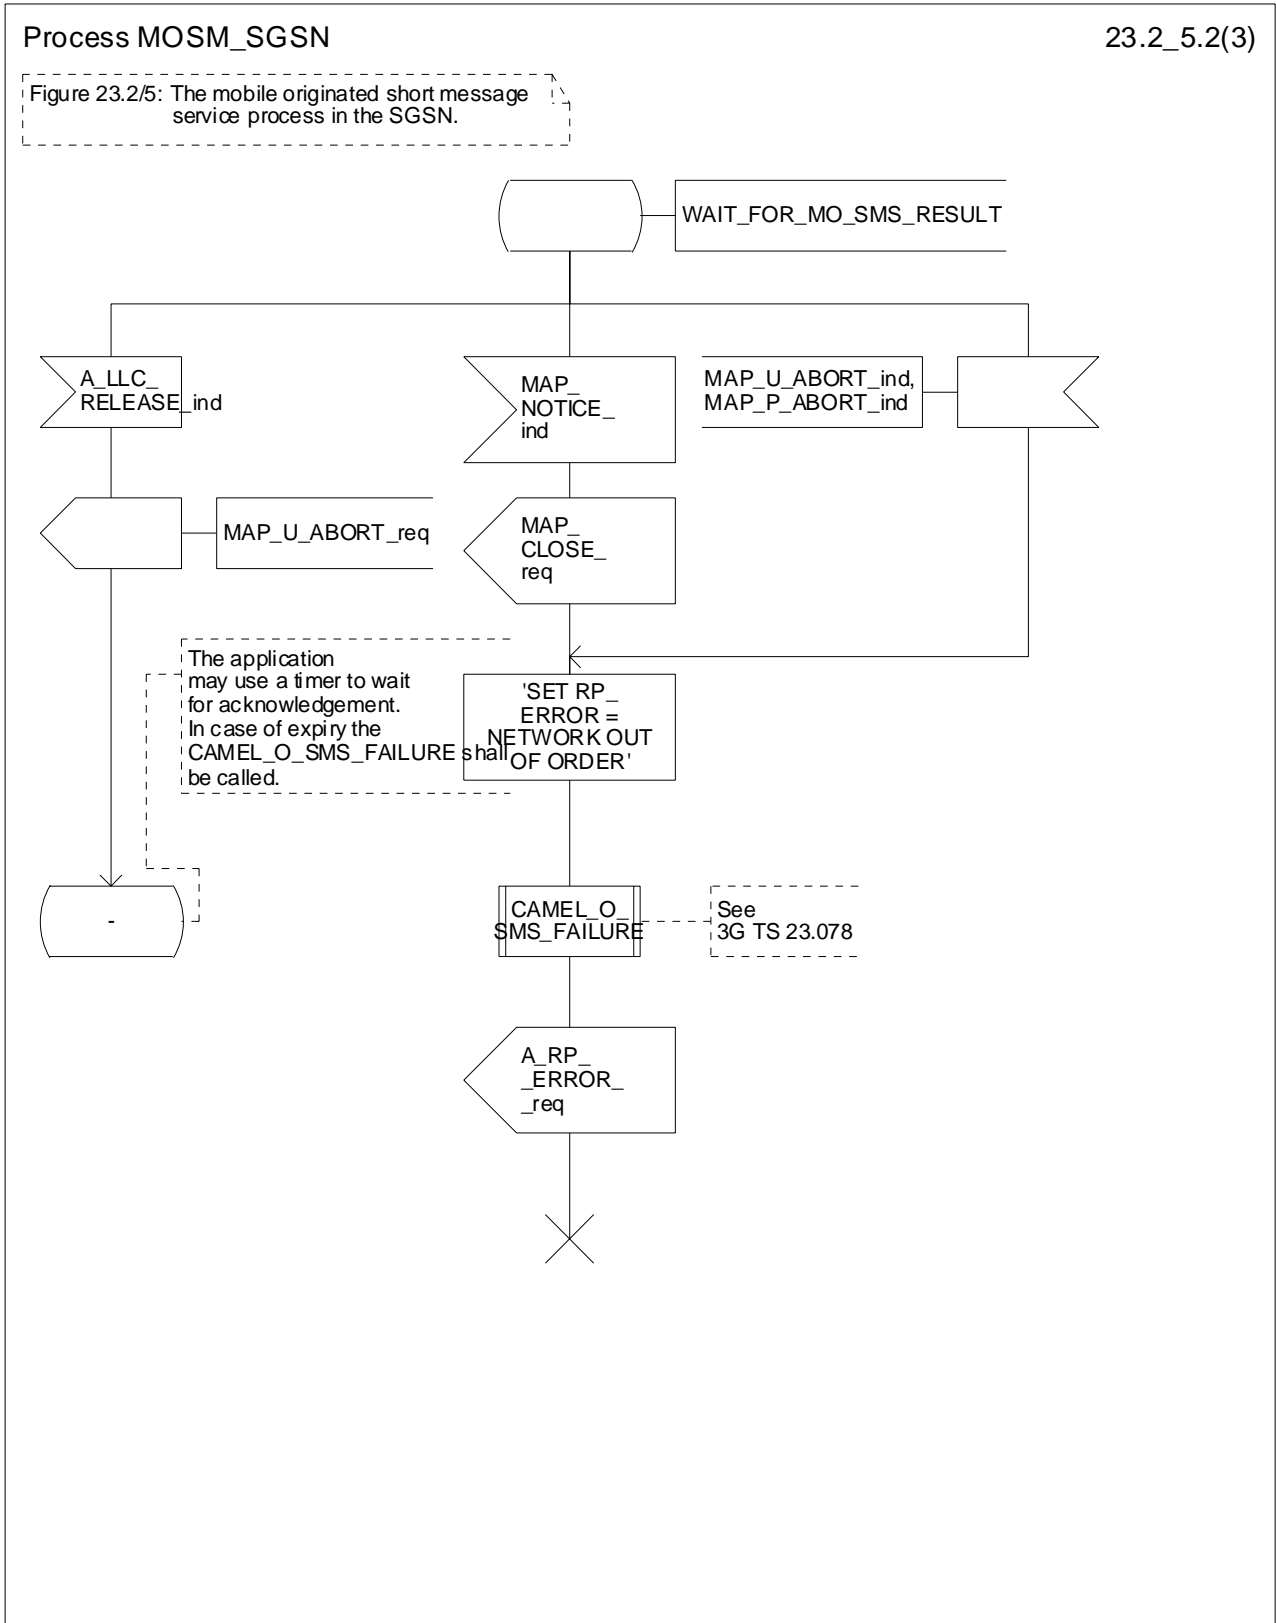 Process MOSM_SGSN
23.2_5.2(3)
Figure 23.2/5: The mobile originated short message
service process in the SGSN.
WAIT_FOR_MO_SMS_RESULT
A_LLC_
RELEASE_ind
MAP_
NOTICE_
ind
MAP_U_ABORT_ind,
MAP_P_ABORT_ind
MAP_U_ABORT_req
MAP_
CLOSE_
req
The application
may use a timer to wait
for acknowledgement.
In case of expiry the
CAMEL_O_SMS_FAILURE shall
be called.
'SET RP_
ERROR =
NETWORK OUT
OF ORDER'
-
CAMEL_O_
SMS_FAILURE
See
3G TS 23.078
A_RP_
_ERROR_
_req